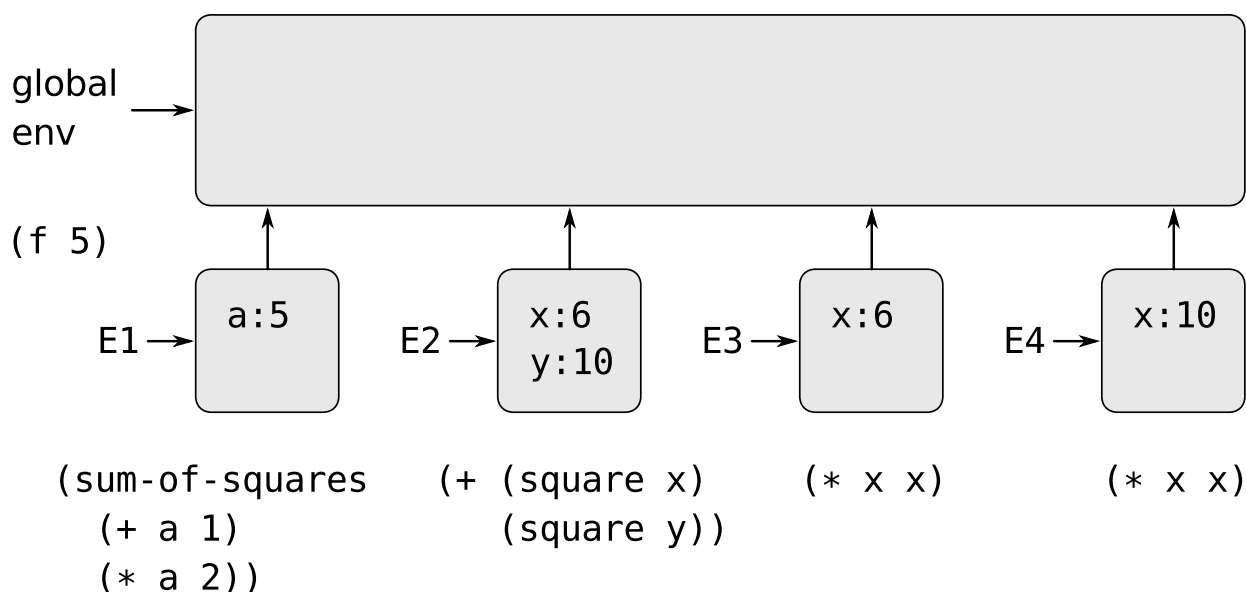 global
env
(f 5)
E1
a:5
E2
x:6
y:10
E3
x:6
E4
x:10
(sum-of-squares
(+ a 1)
(* a 2))
(+ (square x)
(square y))
(* x x)
(* x x)